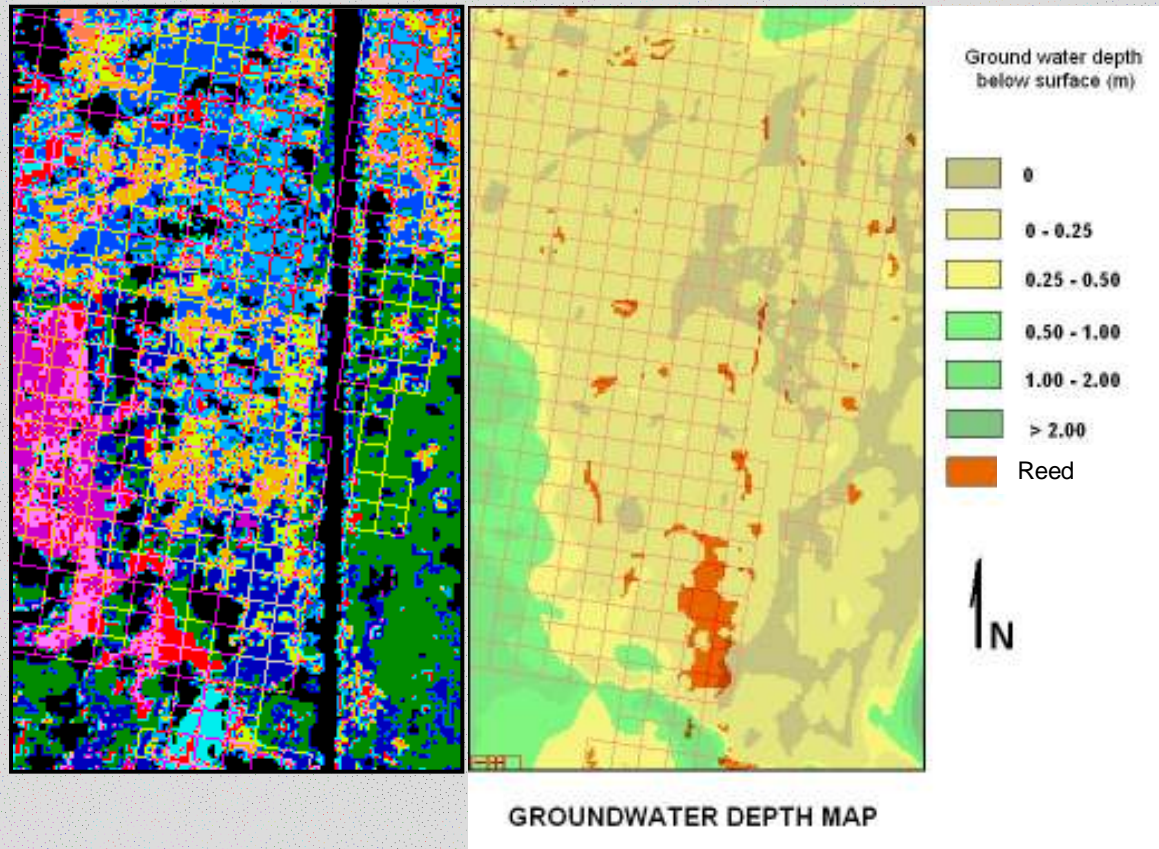 Ground water depth
below surface (m)
0
0 - 0.25
0.25 - 0.50
0.50 - 1.00
1.00 - 2.00
> 2.00
Reed
N
GROUNDWATER DEPTH MAP